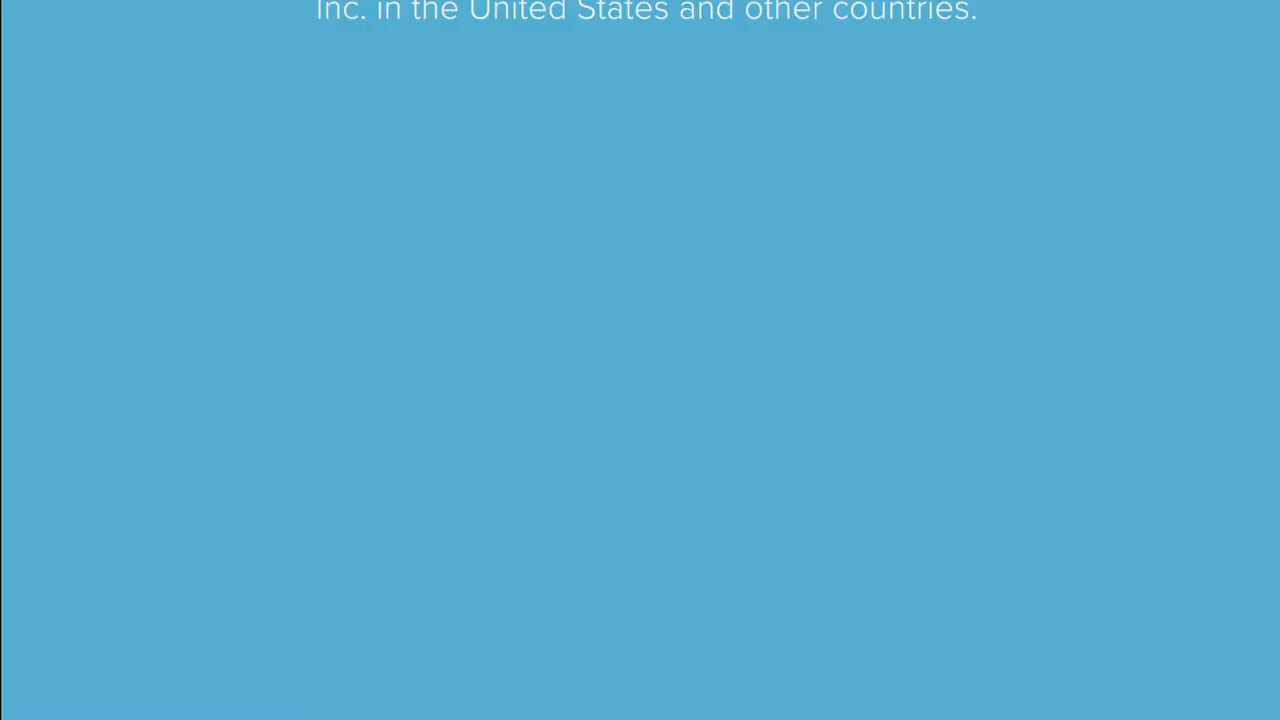 Inc. in the United States and other countries.